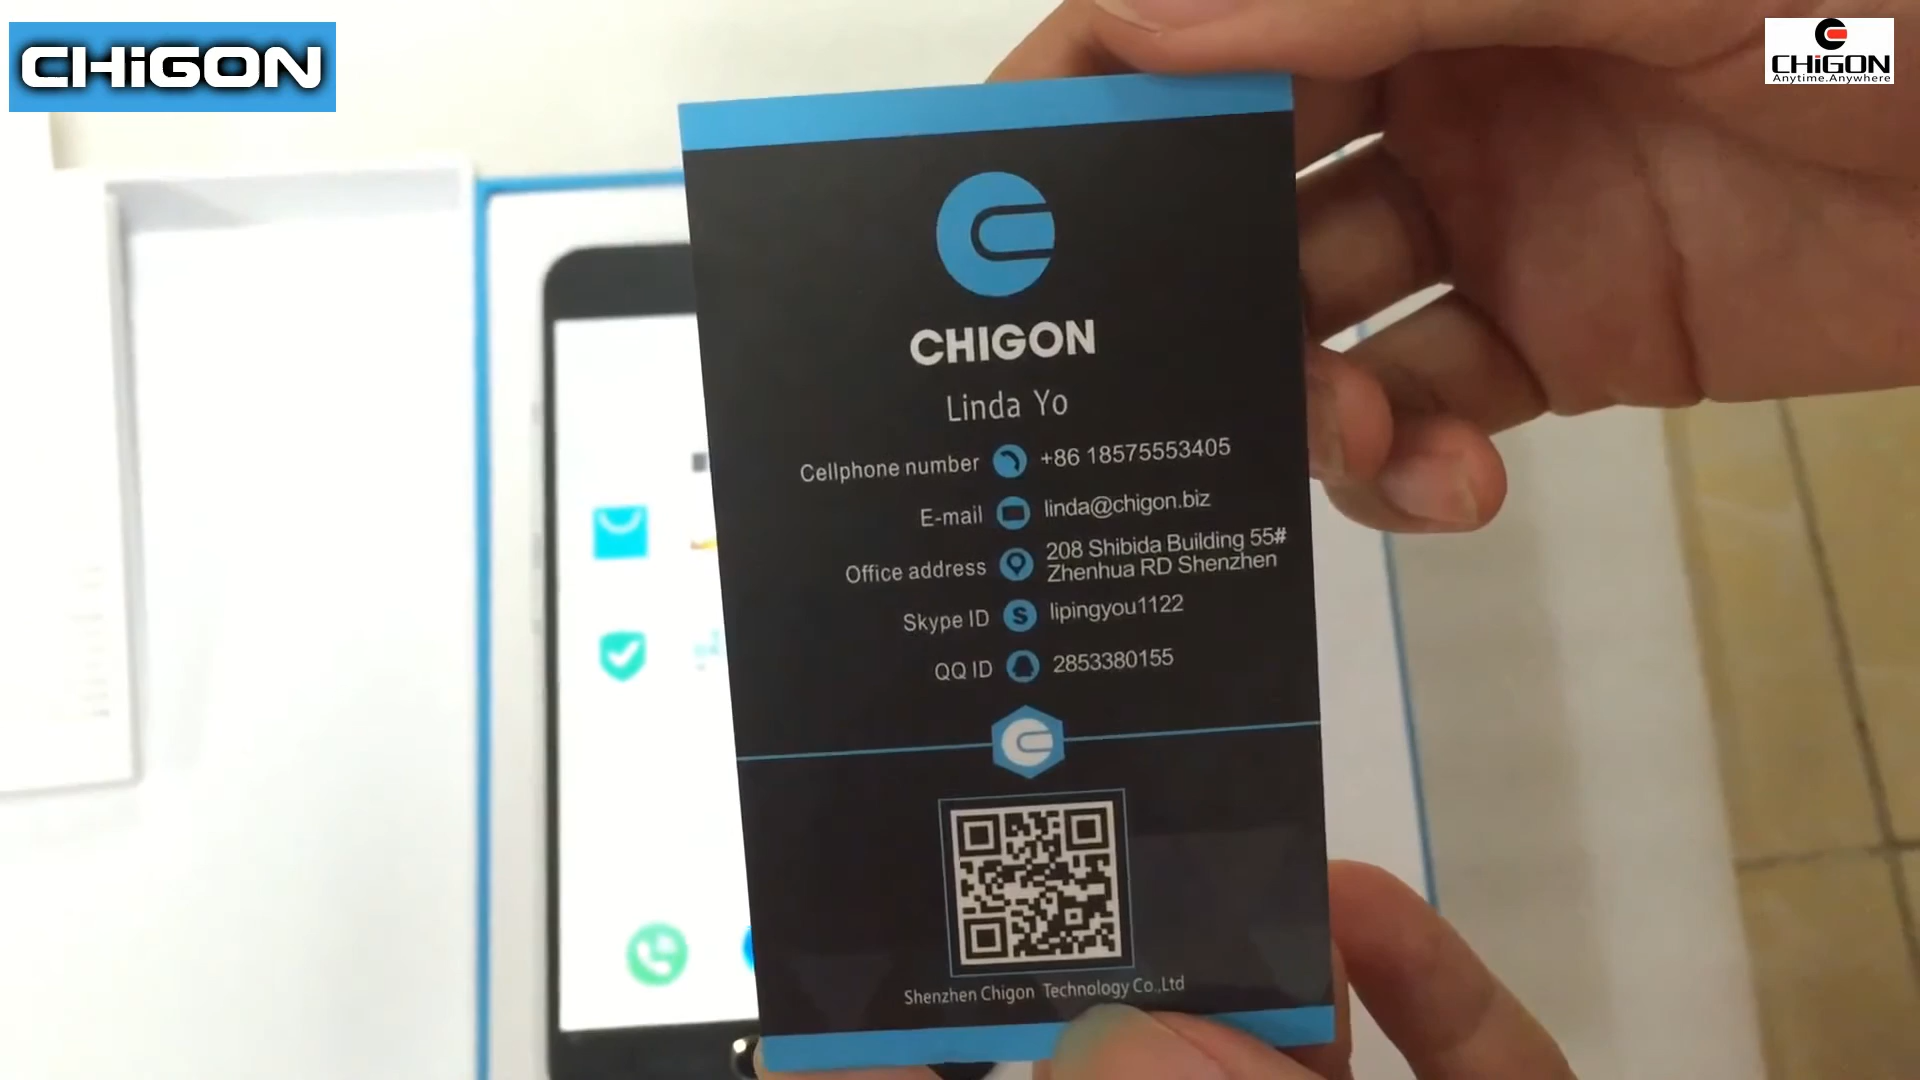 CHiGON
CHiGON
Anytime.Anywhere
CHIGON
Linda Yo
Cellphone number +86 18575553405
E-mail linda@chigon.biz
Office address 208 Shibida Building 55#
Zhenhua RD Shenzhen
Skype ID lipingyou1122
QQ ID 2853380155
Shenzhen Chigon Technology Co.,Ltd